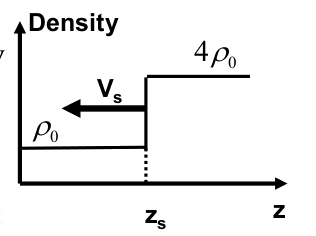 Density
4ρ₀
Vₛ
ρ₀
zₛ z